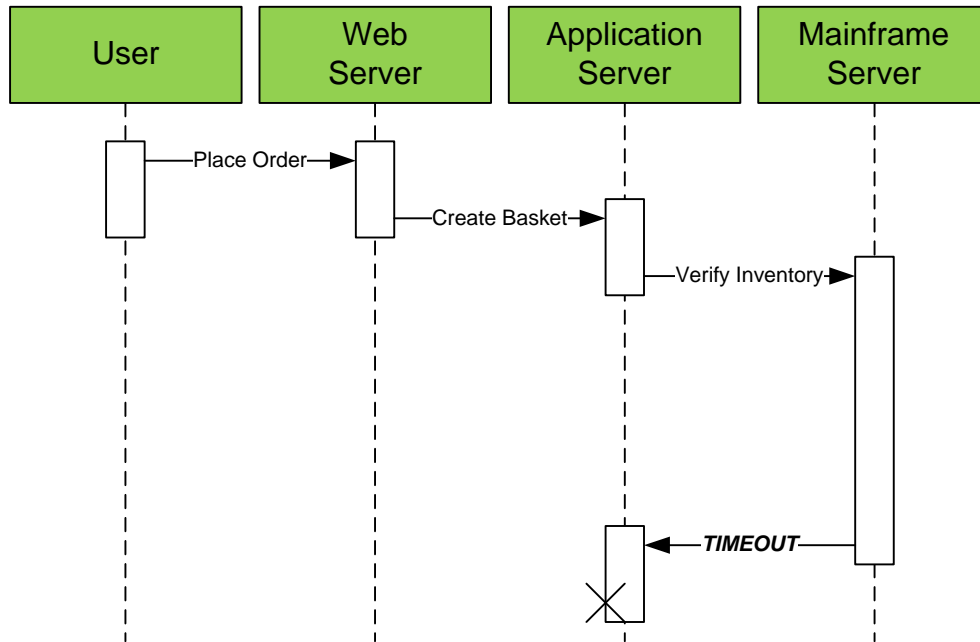 User
Web
Server
Application
Server
Mainframe
Server
Place Order
Create Basket
Verify Inventory
TIMEOUT